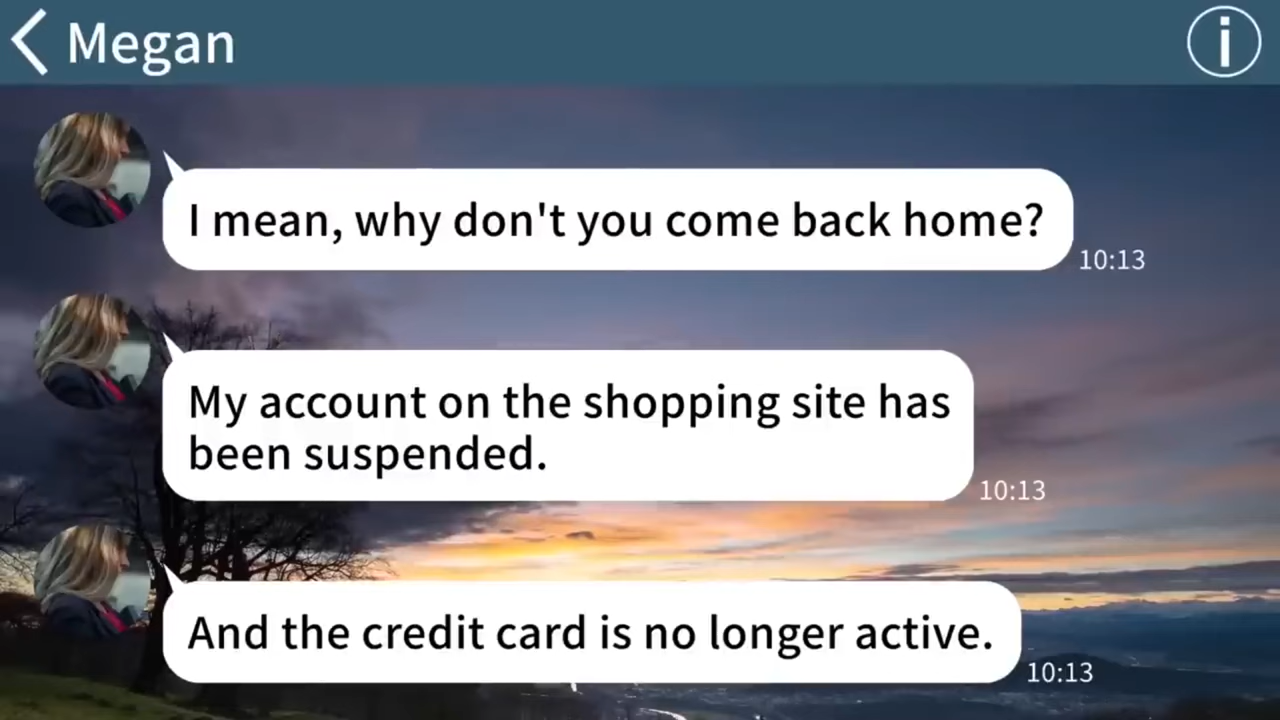 Megan
I mean, why don't you come back home?
10:13
My account on the shopping site has
been suspended.
10:13
And the credit card is no longer active.
10:13